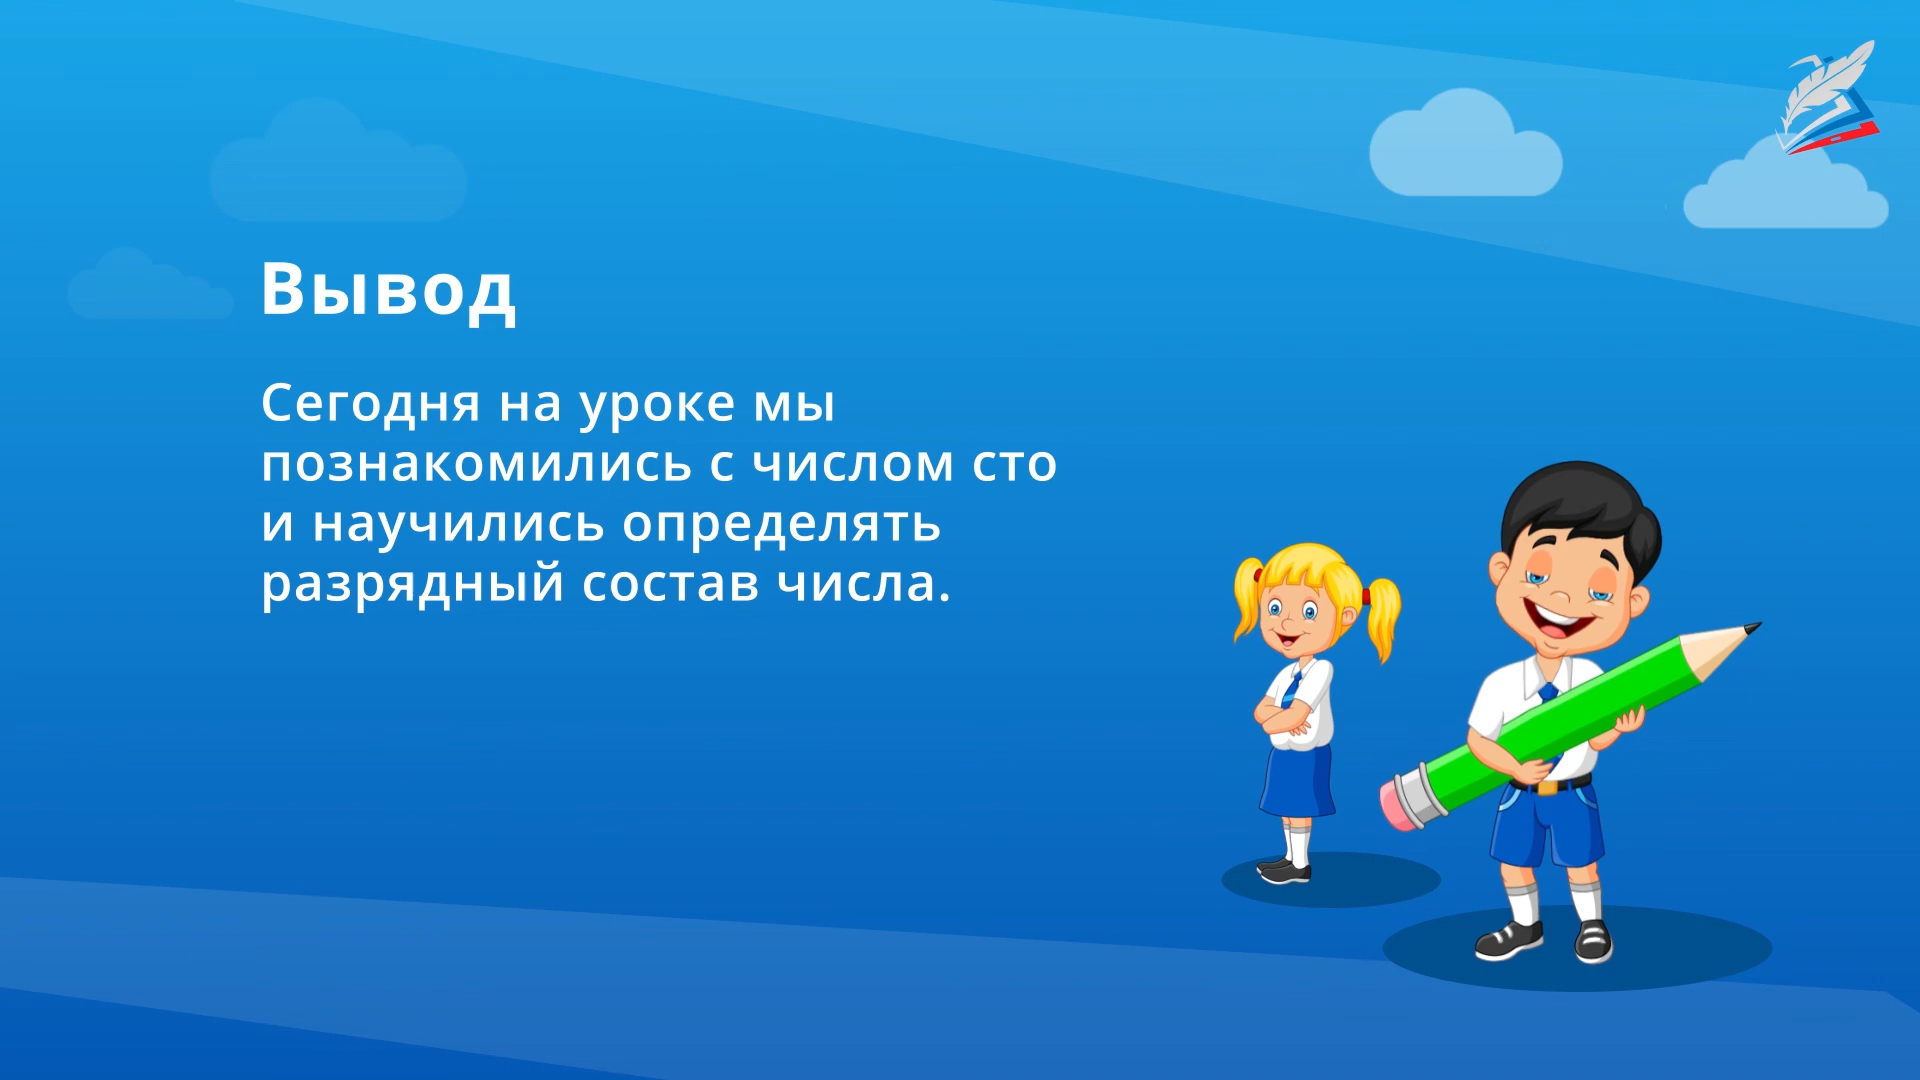 Вывод
Сегодня на уроке мы
познакомились с числом сто
и научились определять
разрядный состав числа.